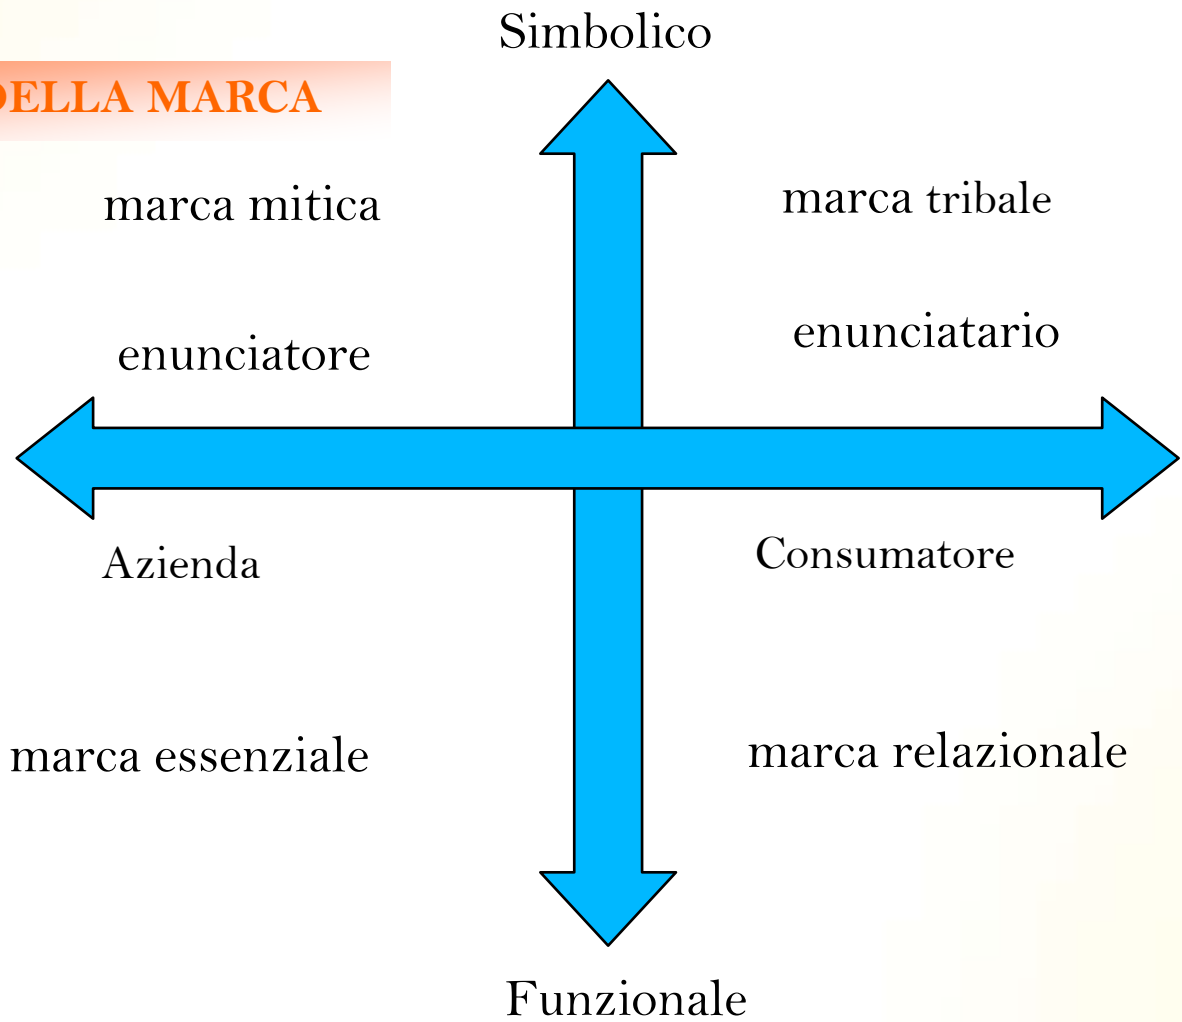 Simbolico
DELLA MARCA
marca mitica
marca tribale
enunciatore
enunciatario
Azienda
Consumatore
marca essenziale
marca relazionale
Funzionale